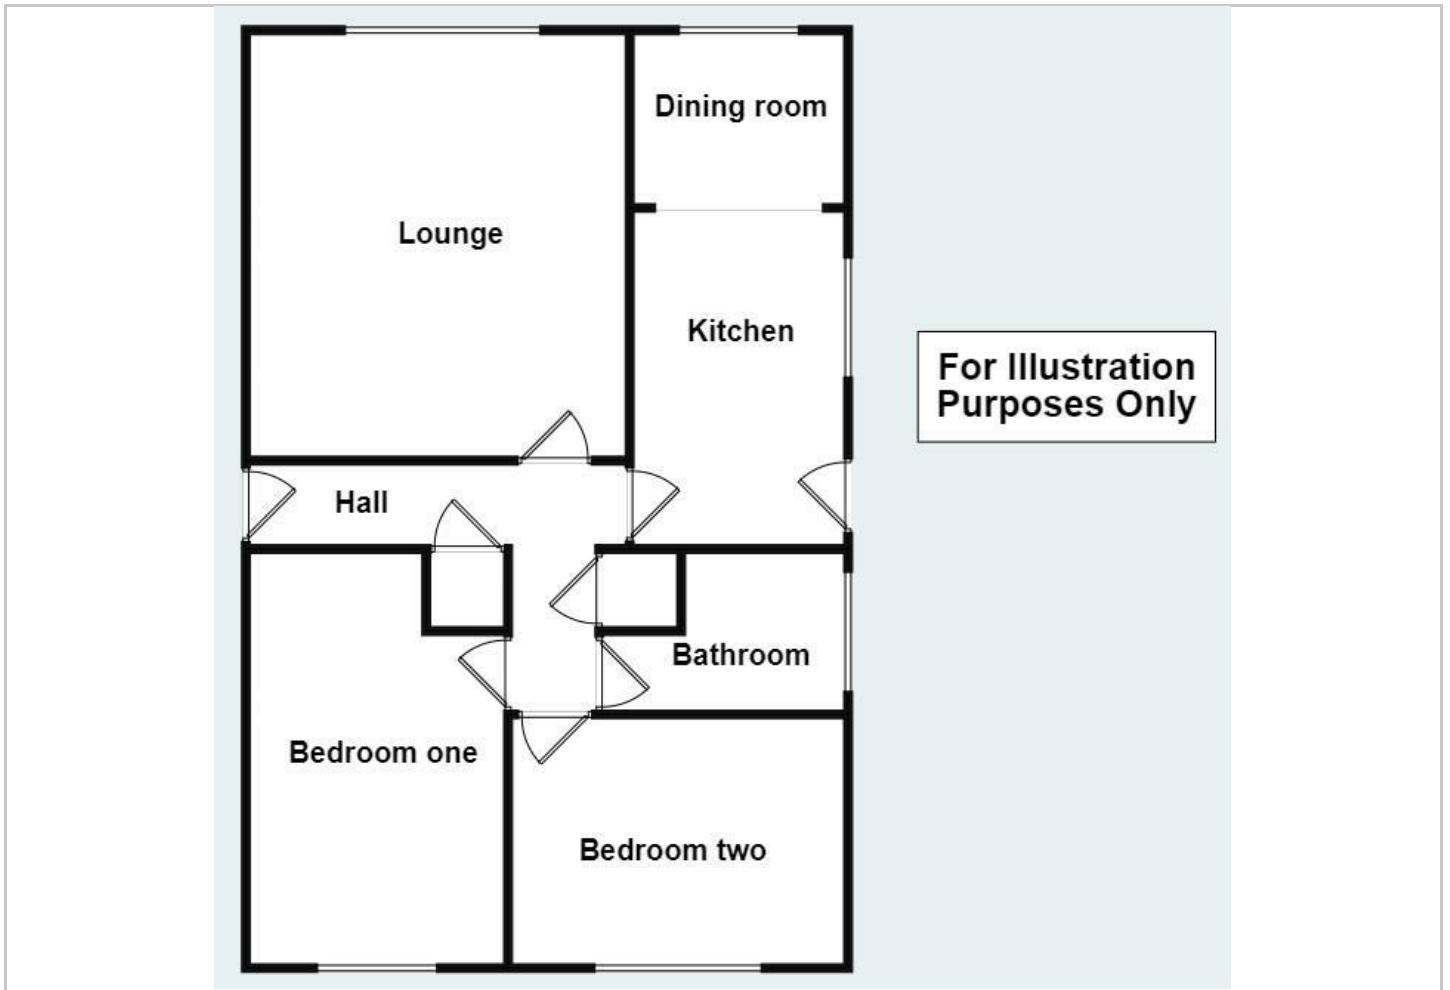 Dining room
Lounge
Kitchen
For Illustration
Purposes Only
Hall
Bathroom
Bedroom one
Bedroom two